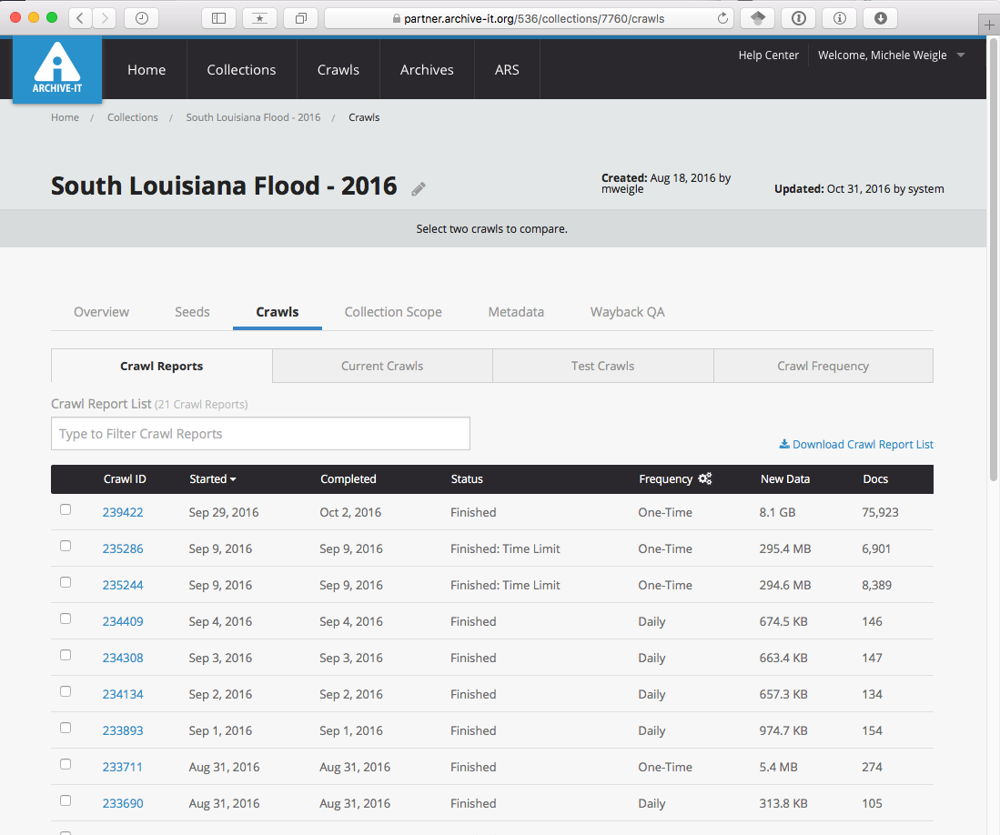 partner.archive-it.org/536/collections/7760/crawls
ARCHIVE-IT
Home Collections Crawls Archives ARS
Help Center Welcome, Michele Weigle
Home / Collections / South Louisiana Flood - 2016 / Crawls
South Louisiana Flood - 2016
Created: Aug 18, 2016 by
mweigle
Updated: Oct 31, 2016 by system
Select two crawls to compare.
Overview Seeds Crawls Collection Scope Metadata Wayback QA
Crawl Reports Current Crawls Test Crawls Crawl Frequency
Crawl Report List (21 Crawl Reports)
Type to Filter Crawl Reports
Download Crawl Report List
Crawl ID Started Completed Status Frequency New Data Docs
239422 Sep 29, 2016 Oct 2, 2016 Finished One-Time 8.1 GB 75,923
235286 Sep 9, 2016 Sep 9, 2016 Finished: Time Limit One-Time 295.4 MB 6,901
235244 Sep 9, 2016 Sep 9, 2016 Finished: Time Limit One-Time 294.6 MB 8,389
234409 Sep 4, 2016 Sep 4, 2016 Finished Daily 674.5 KB 146
234308 Sep 3, 2016 Sep 3, 2016 Finished Daily 663.4 KB 147
234134 Sep 2, 2016 Sep 2, 2016 Finished Daily 657.3 KB 134
233893 Sep 1, 2016 Sep 1, 2016 Finished Daily 974.7 KB 154
233711 Aug 31, 2016 Aug 31, 2016 Finished One-Time 5.4 MB 274
233690 Aug 31, 2016 Aug 31, 2016 Finished Daily 313.8 KB 105